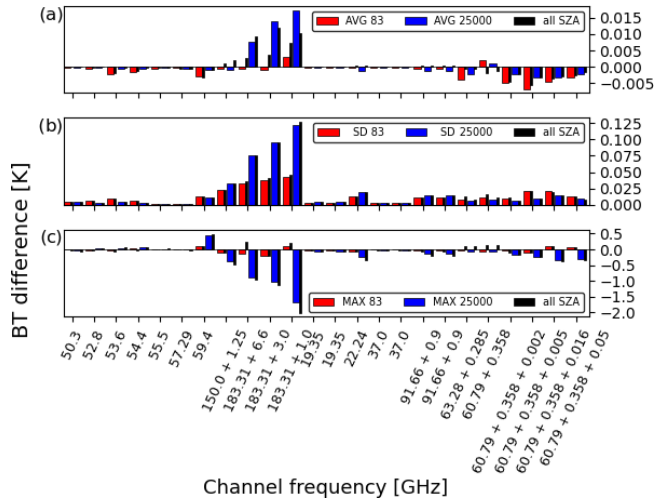 (a)
AVG 83 AVG 25000 all SZA
0.015
0.010
0.005
0.000
−0.005
(b)
SD 83 SD 25000 all SZA
0.125
0.100
0.075
0.050
0.025
0.000
(c)
MAX 83 MAX 25000 all SZA
0.5
0.0
−0.5
−1.0
−1.5
−2.0
BT difference [K]
50.3
52.8
53.6
54.4
55.5
57.29
59.4
150.0 + 1.25
183.31 + 6.6
183.31 + 3.0
183.31 + 1.0
19.35
19.35
22.24
37.0
37.0
91.66 + 0.9
91.66 + 0.9
63.28 + 0.285
60.79 + 0.358
60.79 + 0.358 + 0.002
60.79 + 0.358 + 0.005
60.79 + 0.358 + 0.016
60.79 + 0.358 + 0.05
Channel frequency [GHz]